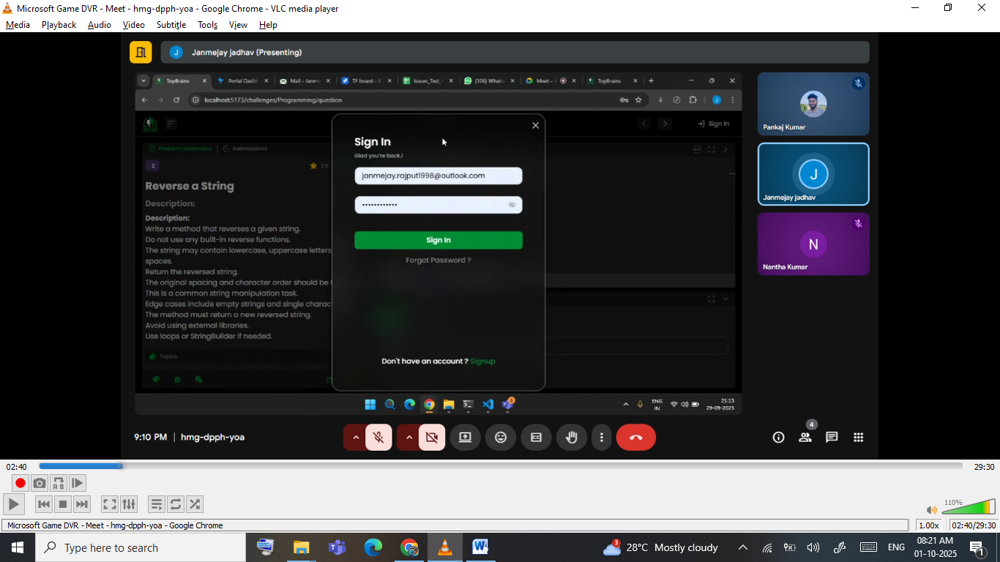 Microsoft Game DVR - Meet - hmg-dpph-yoa - Google Chrome - VLC media player
Media Playback Audio Video Subtitle Tools View Help
J Janmejay jadhav (Presenting)
TopBrains Portal Dashb Mail - Janme TF board - Issues_Test_ (106) Whats Meet - TopBrains
localhost:5173/challenges/Programming/question
J
Sign In
Problem Statement Submissions
2 2.5
Reverse a String
Description:
Description:
Write a method that reverses a given string.
Do not use any built-in reverse functions.
The string may contain lowercase, uppercase letters
spaces.
Return the reversed string.
The original spacing and character order should be
This is a common string manipulation task.
Edge cases include empty strings and single charac
The method must return a new reversed string.
Avoid using external libraries.
Use loops or StringBuilder if needed.
Topics
Sign In
Glad you're back.!
janmejay.rajput1998@outlook.com
••••••••••••
Sign In
Forgot Password ?
Don't have an account ? Signup
ENG
IN
21:13
29-09-2025
Pankaj Kumar
J
Janmejay jadhav
N
Nantha Kumar
9:10 PM | hmg-dpph-yoa
CC
4
02:40 29:30
A B
110%
Microsoft Game DVR - Meet - hmg-dpph-yoa - Google Chrome 1.00x 02:40/29:30
Type here to search
W
3 28°C Mostly cloudy
ENG
08:21 AM
01-10-2025
1